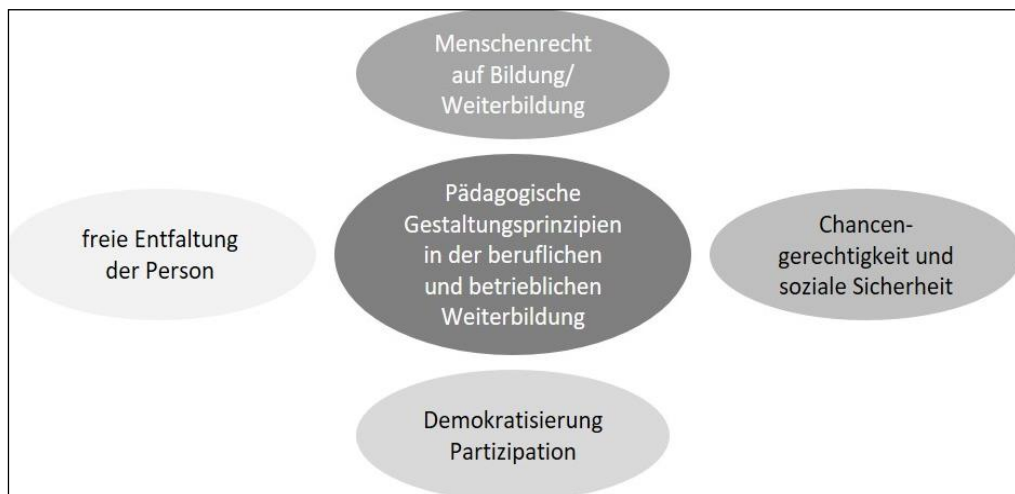 Menschenrecht
auf Bildung/
Weiterbildung
freie Entfaltung
der Person
Pädagogische
Gestaltungsprinzipien
in der beruflichen
und betrieblichen
Weiterbildung
Chancen-
gerechtigkeit und
soziale Sicherheit
Demokratisierung
Partizipation